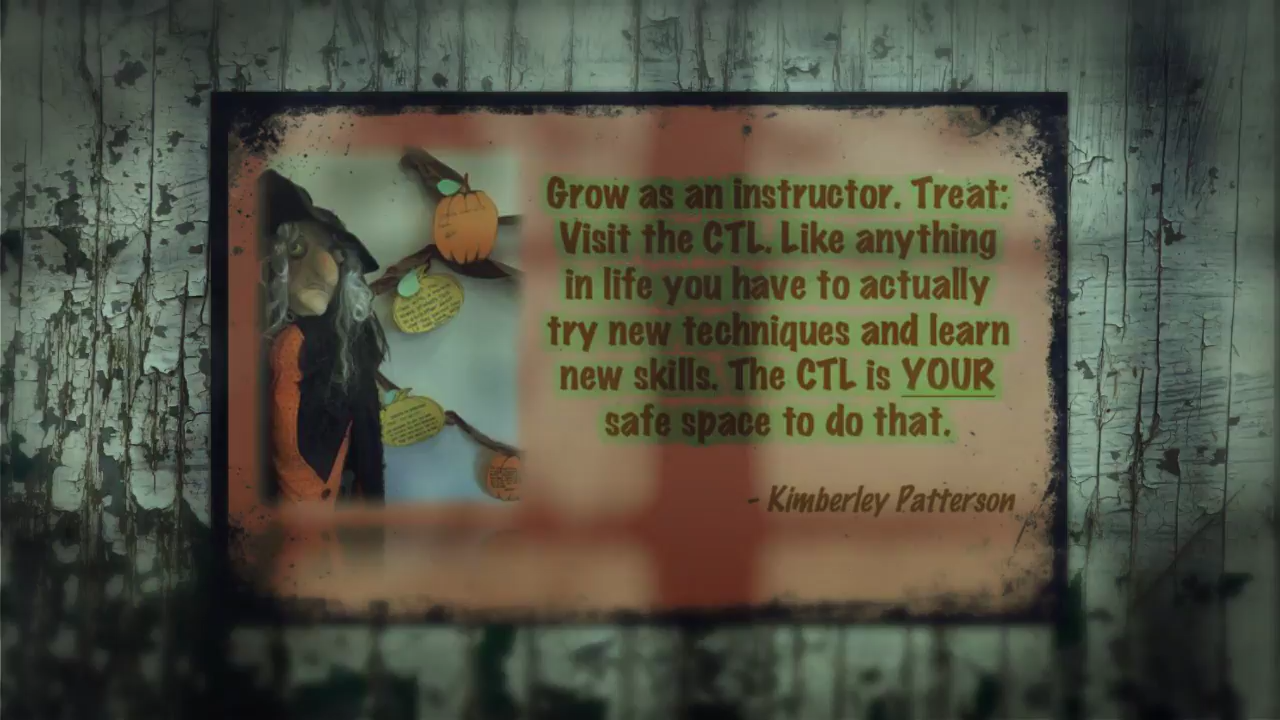 Grow as an instructor. Treat:
Visit the CTL. Like anything
in life you have to actually
try new techniques and learn
new skills. The CTL is YOUR
safe space to do that.
- Kimberley Patterson